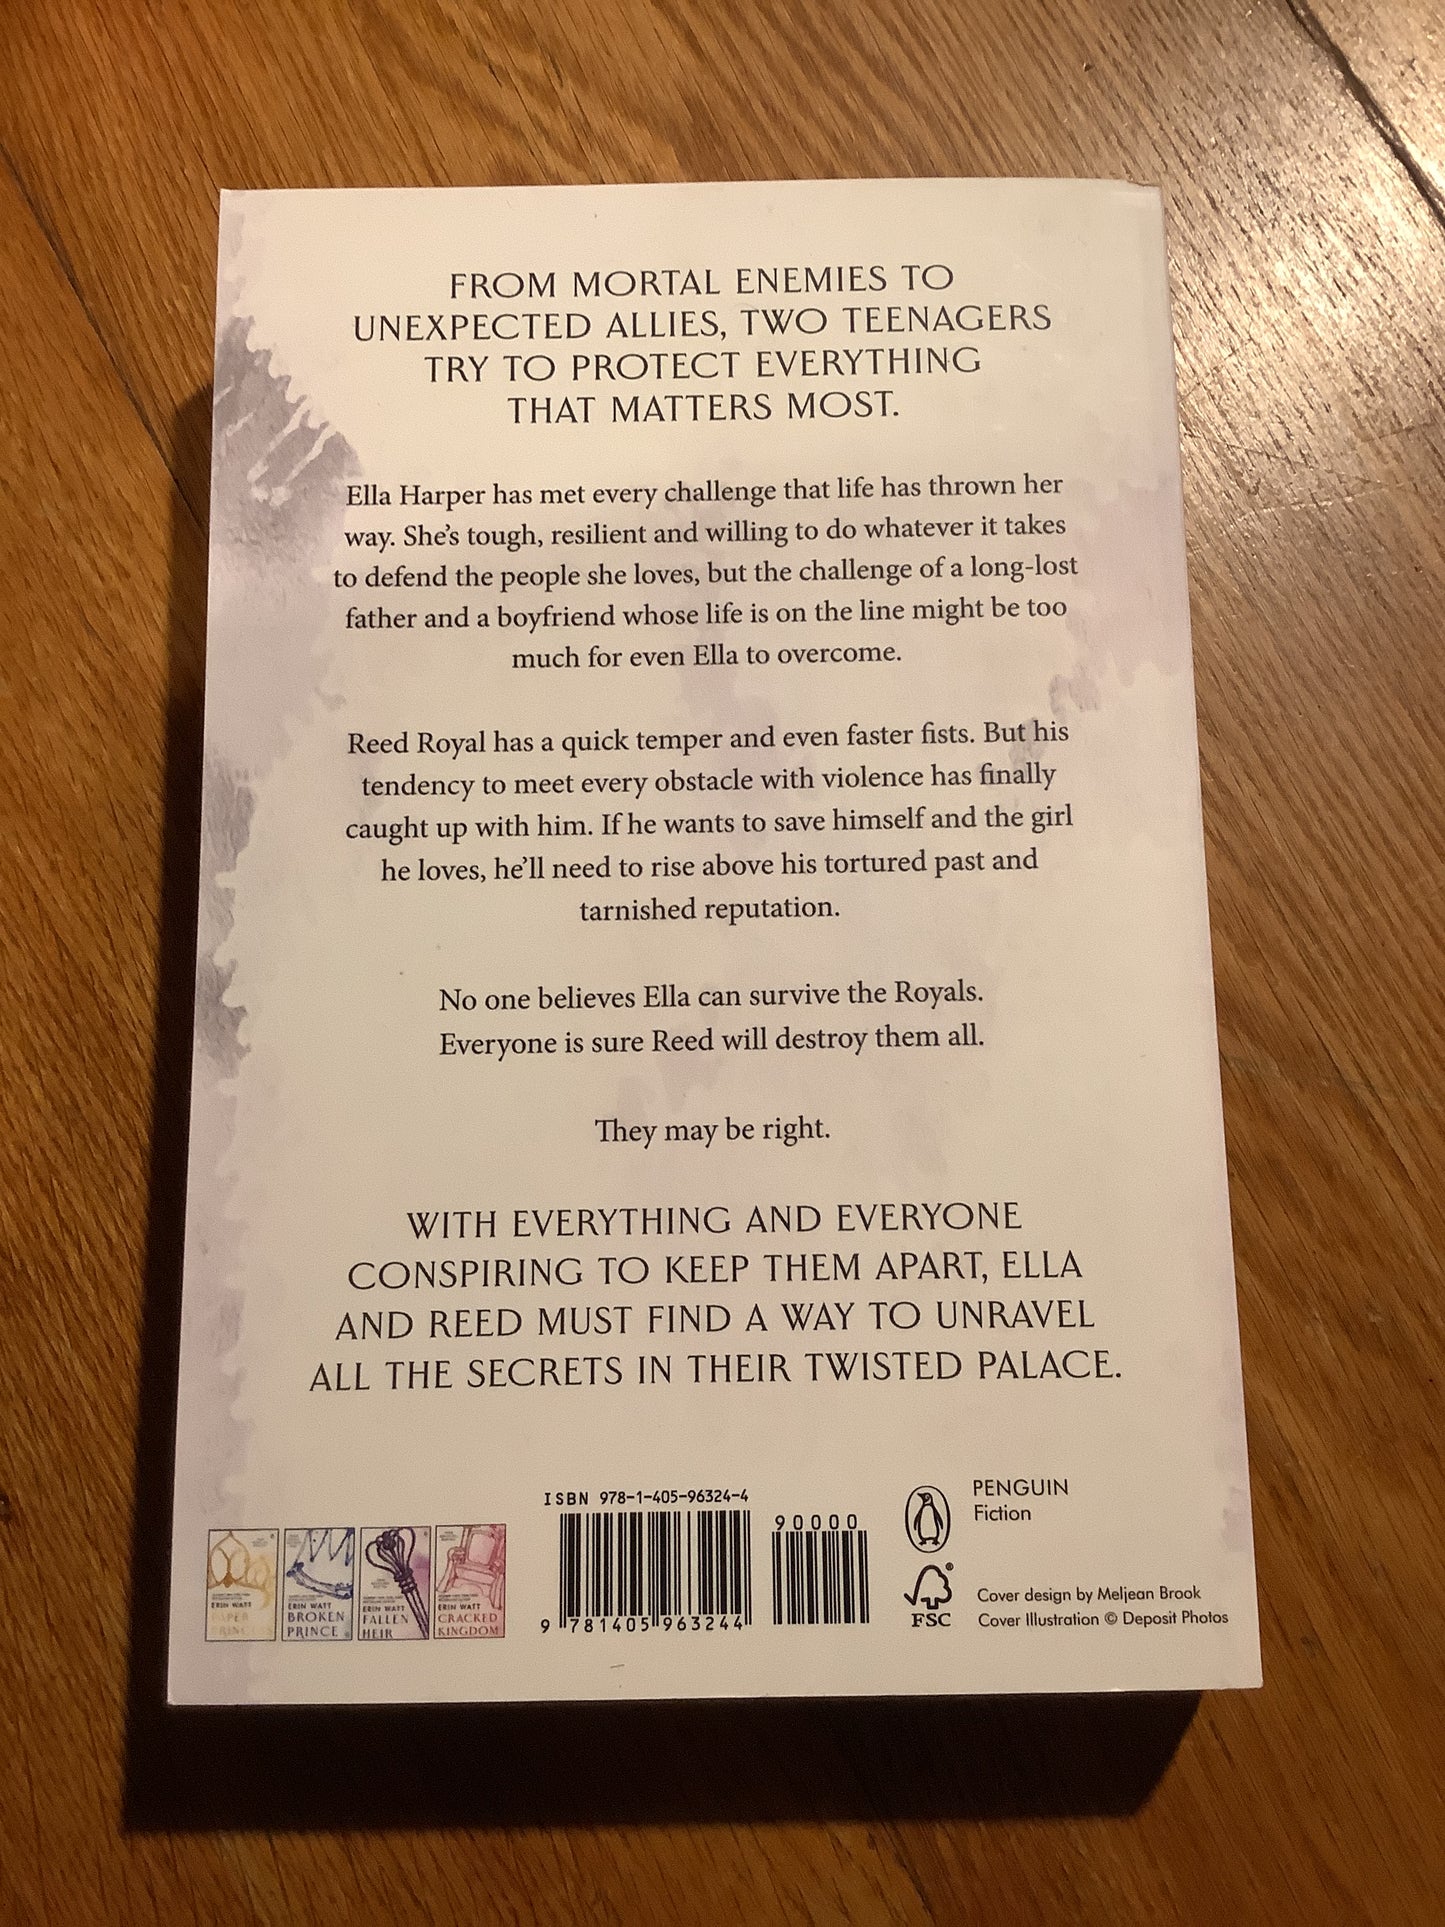 FROM MORTAL ENEMIES TO
UNEXPECTED ALLIES, TWO TEENAGERS
TRY TO PROTECT EVERYTHING
THAT MATTERS MOST.
Ella Harper has met every challenge that life has thrown her
way. She's tough, resilient and willing to do whatever it takes
to defend the people she loves, but the challenge of a long-lost
father and a boyfriend whose life is on the line might be too
much for even Ella to overcome.
Reed Royal has a quick temper and even faster fists. But his
tendency to meet every obstacle with violence has finally
caught up with him. If he wants to save himself and the girl
he loves, he'll need to rise above his tortured past and
tarnished reputation.
No one believes Ella can survive the Royals.
Everyone is sure Reed will destroy them all.
They may be right.
WITH EVERYTHING AND EVERYONE
CONSPIRING TO KEEP THEM APART, ELLA
AND REED MUST FIND A WAY TO UNRAVEL
ALL THE SECRETS IN THEIR TWISTED PALACE.
ERIN WATT
PAPER
PRINCESS
ERIN WATT
BROKEN
PRINCE
ERIN WATT
FALLEN
HEIR
ERIN WATT
CRACKED
KINGDOM
ISBN 978-1-405-96324-4
90000
9 781405 963244
PENGUIN
Fiction
FSC
Cover design by Meljean Brook
Cover Illustration © Deposit Photos